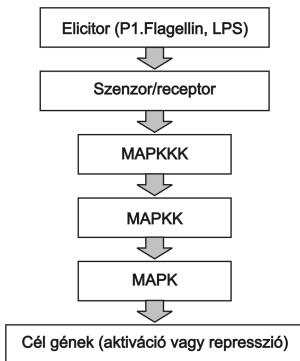 Elicitor (P1.Flagellin, LPS)
Szenzor/receptor
MAPKKK
MAPKK
MAPK
Cél gének (aktiváció vagy represszió)